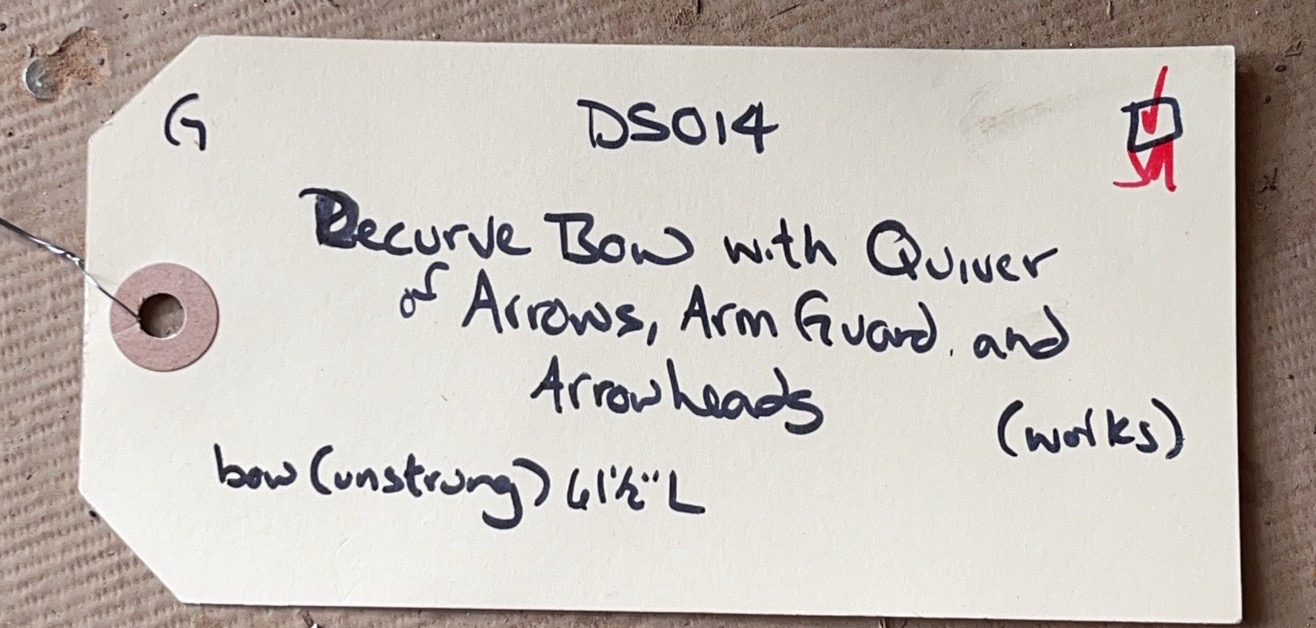 G DS014
Recurve Bow with Quiver
of Arrows, Arm Guard, and
Arrowheads
(works)
bow (unstrung) 61½" L